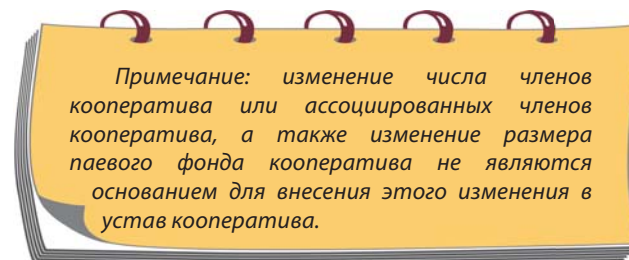 Примечание: изменение числа членов
кооператива или ассоциированных членов
кооператива, а также изменение размера
паевого фонда кооператива не являются
основанием для внесения этого изменения в
устав кооператива.